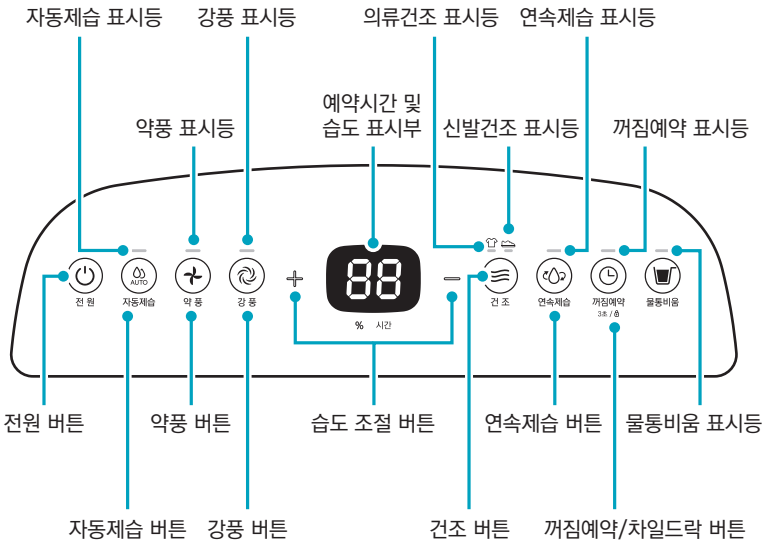 자동제습 표시등
강풍 표시등
의류건조 표시등
연속제습 표시등
약풍 표시등
예약시간 및
습도 표시부
신발건조 표시등
꺼짐예약 표시등
AUTO
88
전 원
자동제습
약 풍
강 풍
% 시간
건 조
연속제습
꺼짐예약
3초 /
물통비움
전원 버튼
약풍 버튼
습도 조절 버튼
연속제습 버튼
물통비움 표시등
자동제습 버튼
강풍 버튼
건조 버튼
꺼짐예약/차일드락 버튼